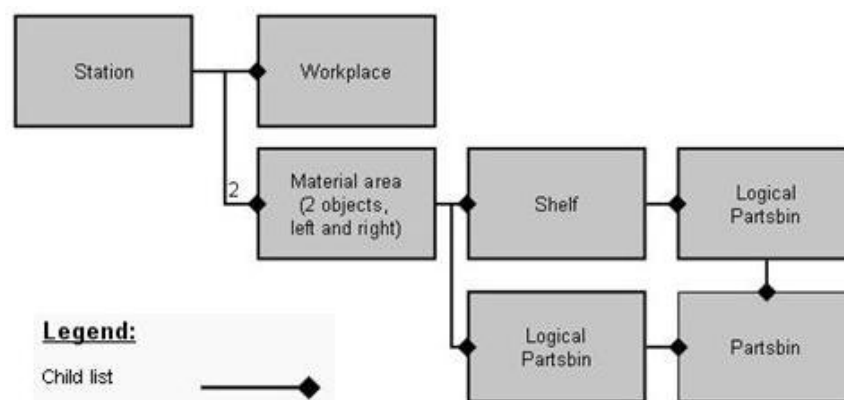 Station
Workplace
2
Material area
(2 objects,
left and right)
Shelf
Logical
Partsbin
Logical
Partsbin
Partsbin
Legend:
Child list